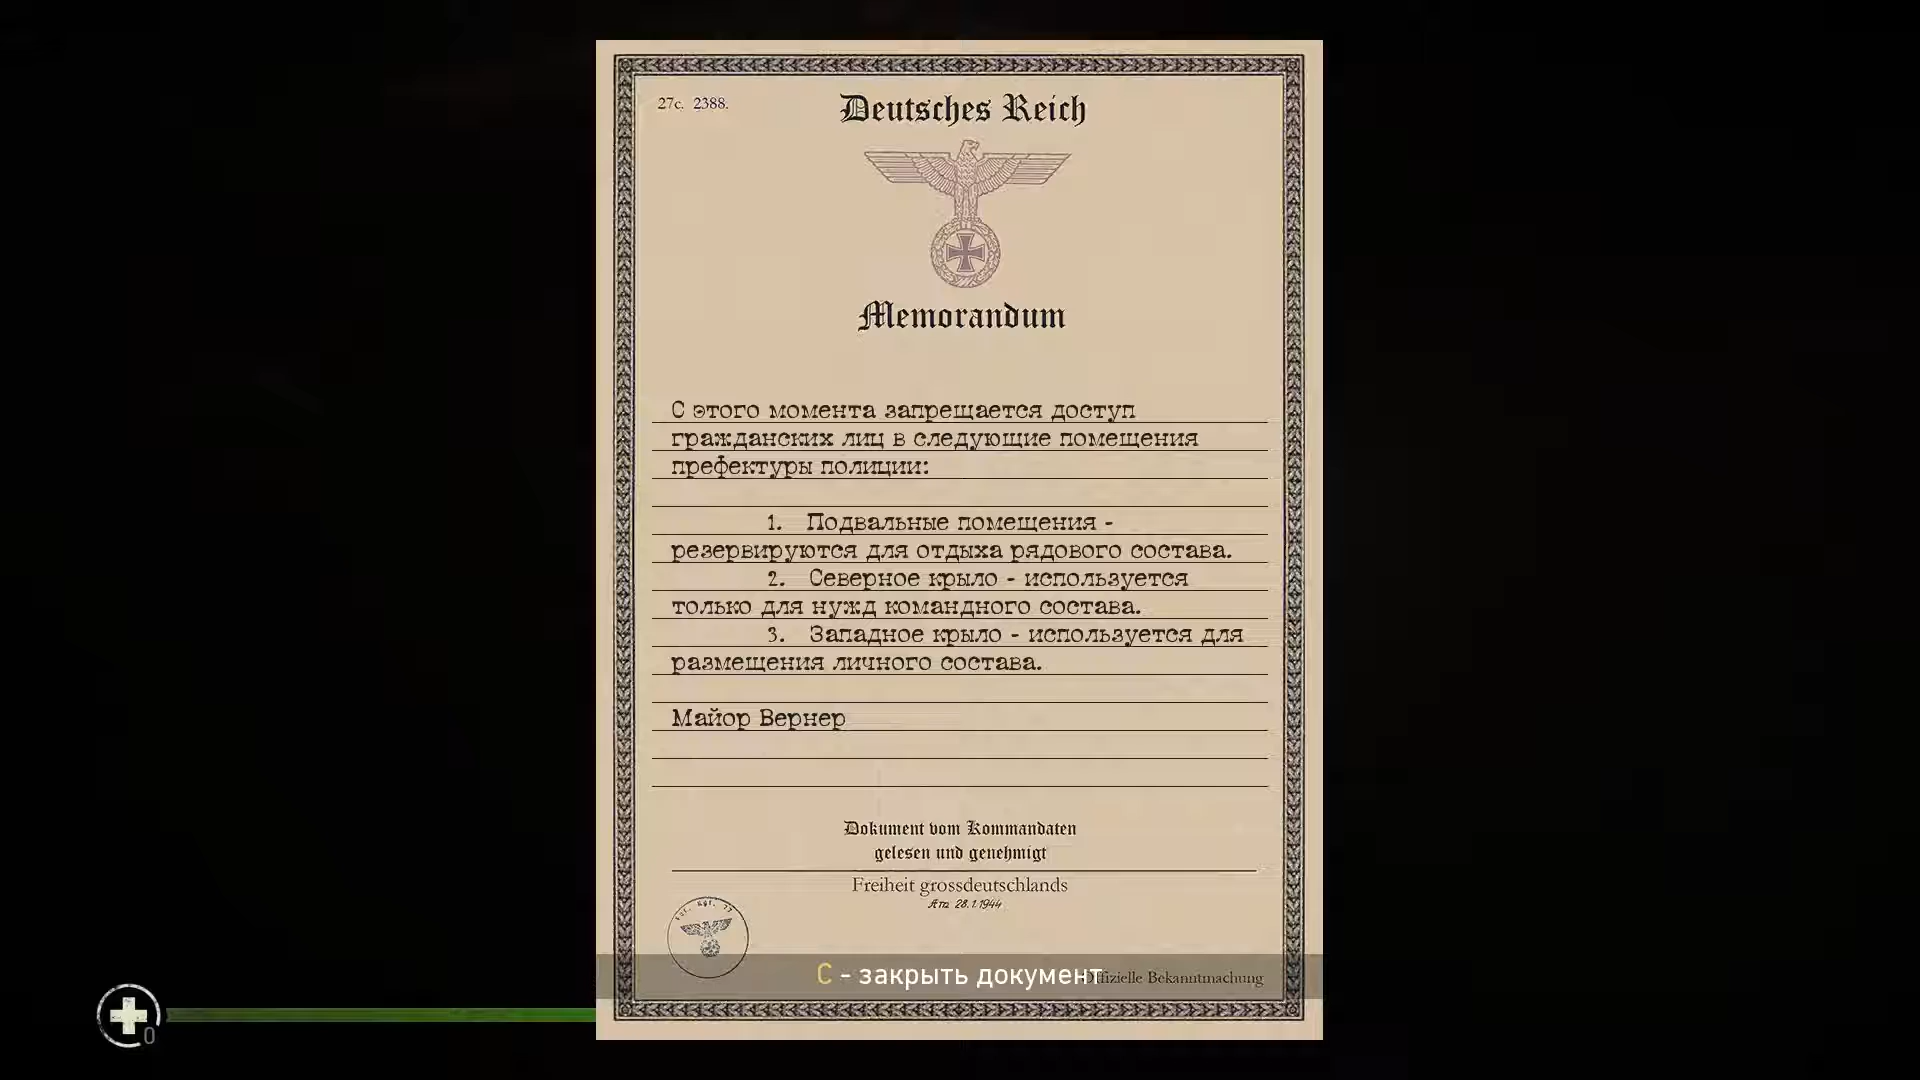 27c. 2388.
Deutsches Reich
Memorandum
С этого момента запрещается доступ
гражданских лиц в следующие помещения
префектуры полиции:
1. Подвальные помещения -
резервируются для отдыха рядового состава.
2. Северное крыло - используется
только для нужд командного состава.
3. Западное крыло - используется для
размещения личного состава.
Майор Вернер
Dokument vom Kommandaten
gelesen und genehmigt
Freiheit grossdeutschlands
28.1.1944
C - закрыть документ
Offizielle Bekanntmachung
0